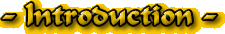 - Introduction -